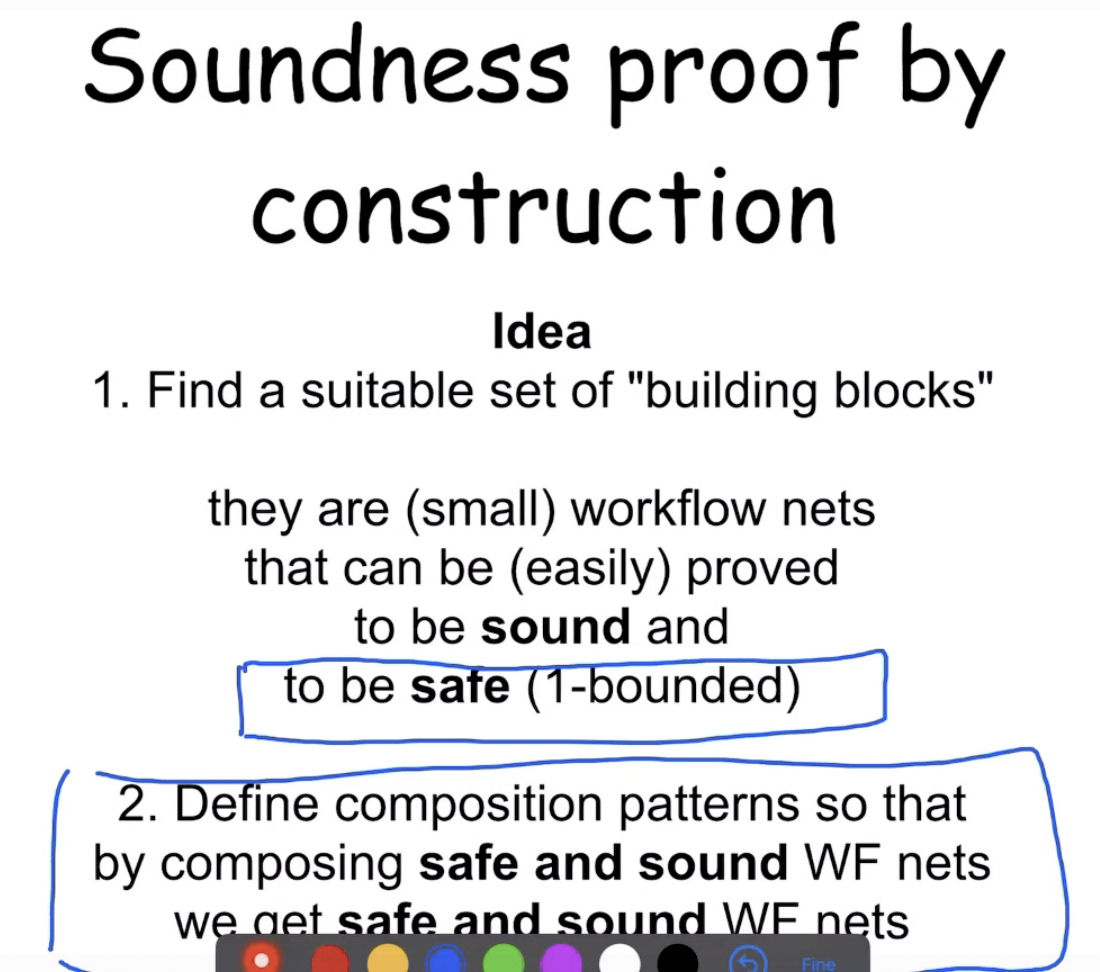 Soundness proof by
construction
Idea
1. Find a suitable set of "building blocks"
they are (small) workflow nets
that can be (easily) proved
to be sound and
to be safe (1-bounded)
2. Define composition patterns so that
by composing safe and sound WF nets
we get safe and sound WF nets
Fine